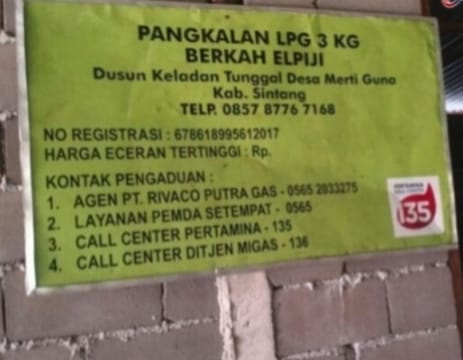 PANGKALAN LPG 3 KG
BERKAH ELPIJI
Dusun Keladan Tunggal Desa Merti Guna
Kab. Sintang
TELP. 0857 8776 7168
NO REGISTRASI : 678618995612017
HARGA ECERAN TERTINGGI : Rp.
KONTAK PENGADUAN :
1. AGEN PT. RIVACO PUTRA GAS - 0565 2033275
2. LAYANAN PEMDA SETEMPAT - 0565
3. CALL CENTER PERTAMINA - 135
4. CALL CENTER DITJEN MIGAS - 136
135